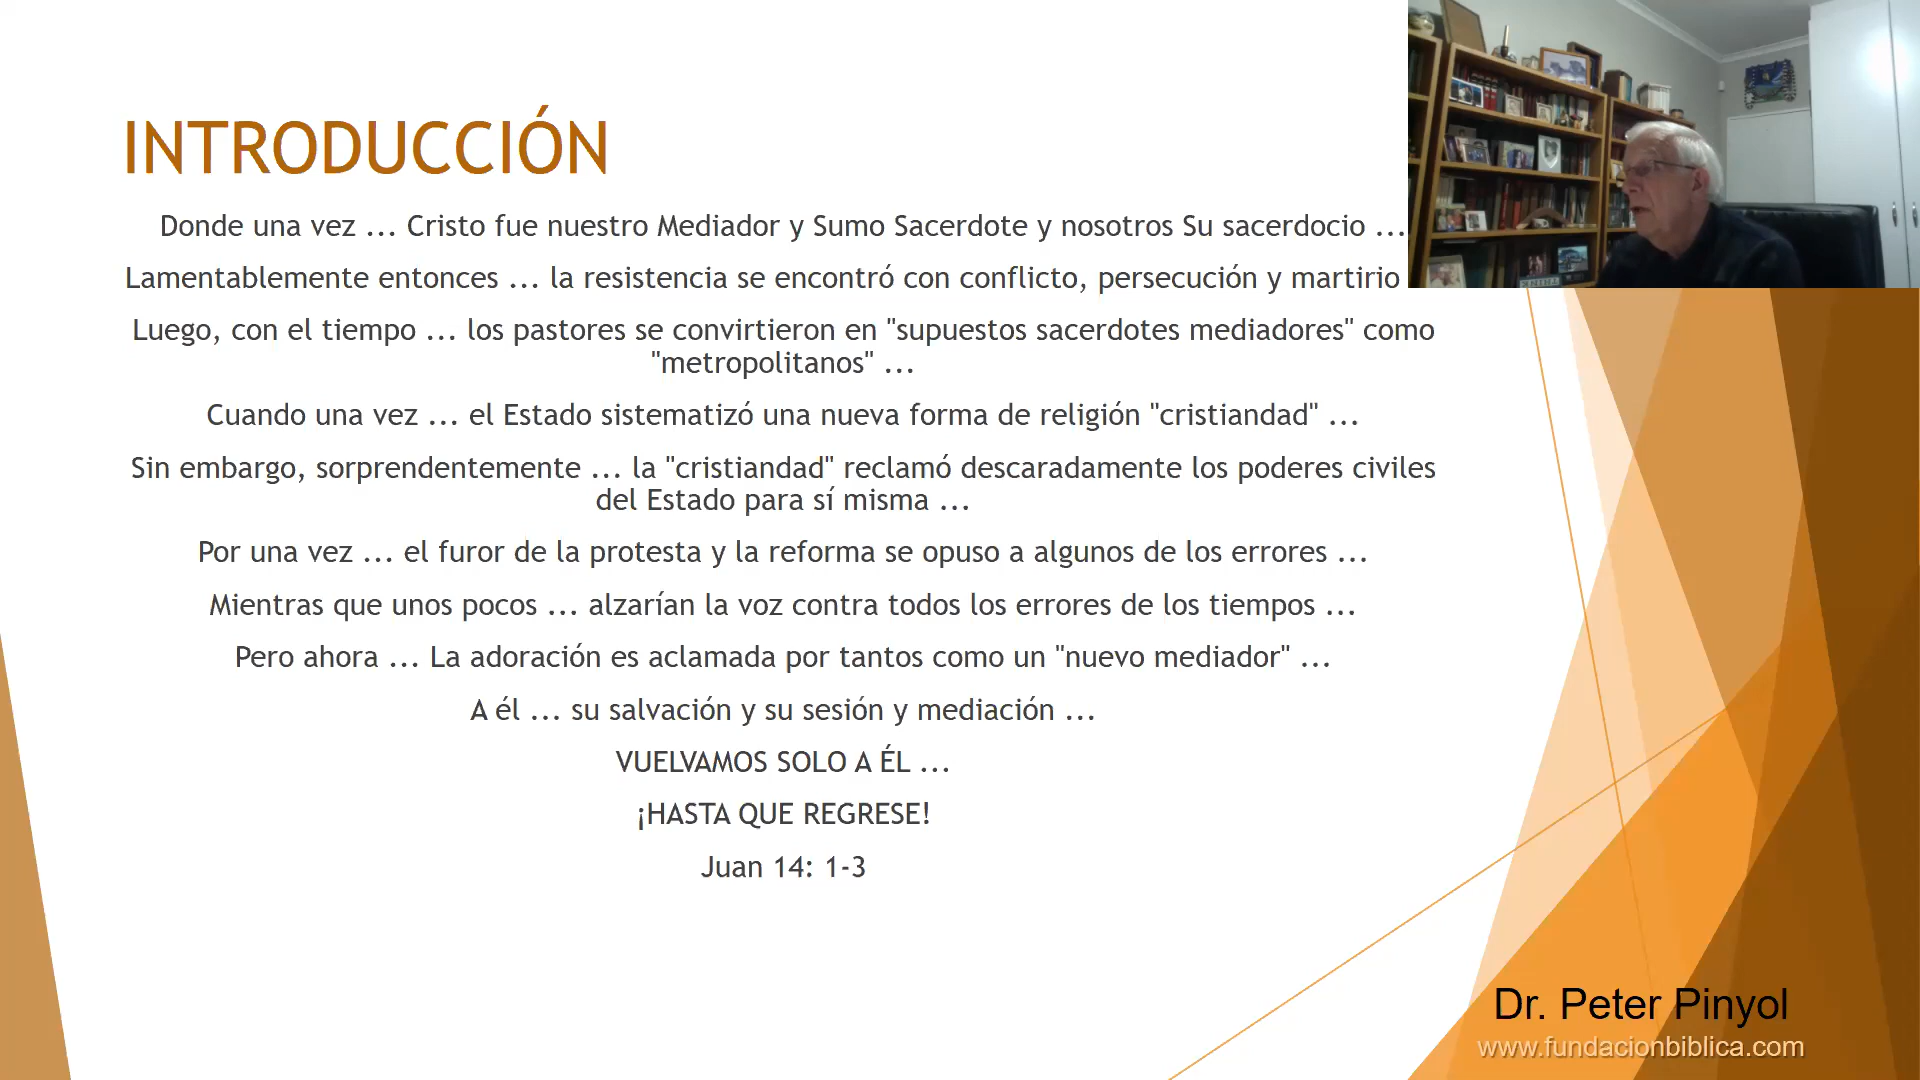 INTRODUCCIÓN
Donde una vez ... Cristo fue nuestro Mediador y Sumo Sacerdote y nosotros Su sacerdocio ...
Lamentablemente entonces ... la resistencia se encontró con conflicto, persecución y martirio
Luego, con el tiempo ... los pastores se convirtieron en "supuestos sacerdotes mediadores" como
"metropolitanos" ...
Cuando una vez ... el Estado sistematizó una nueva forma de religión "cristiandad" ...
Sin embargo, sorprendentemente ... la "cristiandad" reclamó descaradamente los poderes civiles
del Estado para sí misma ...
Por una vez ... el furor de la protesta y la reforma se opuso a algunos de los errores ...
Mientras que unos pocos ... alzarían la voz contra todos los errores de los tiempos ...
Pero ahora ... La adoración es aclamada por tantos como un "nuevo mediador" ...
A él ... su salvación y su sesión y mediación ...
VUELVAMOS SOLO A ÉL ...
¡HASTA QUE REGRESE!
Juan 14: 1-3
Dr. Peter Pinyol
www.fundacionbiblica.com